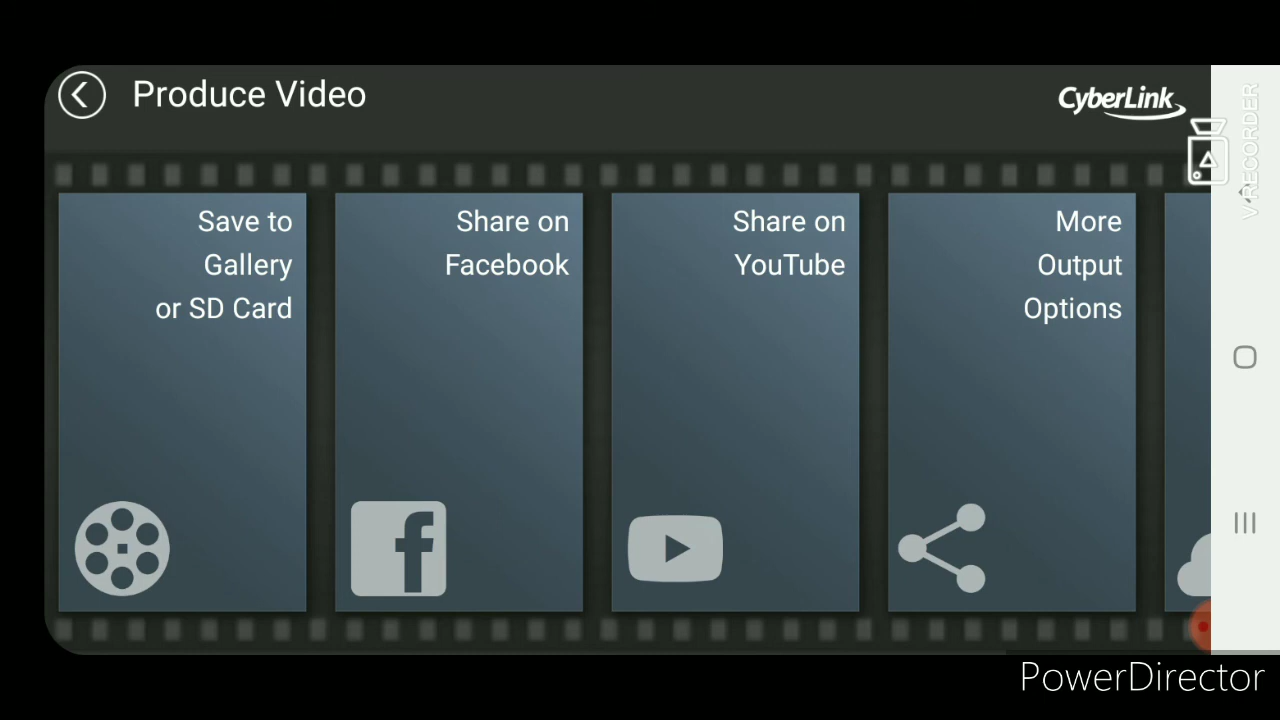 Produce Video
CyberLink
V RECORDER
Save to
Gallery
or SD Card
Share on
Facebook
Share on
YouTube
More
Output
Options
PowerDirector